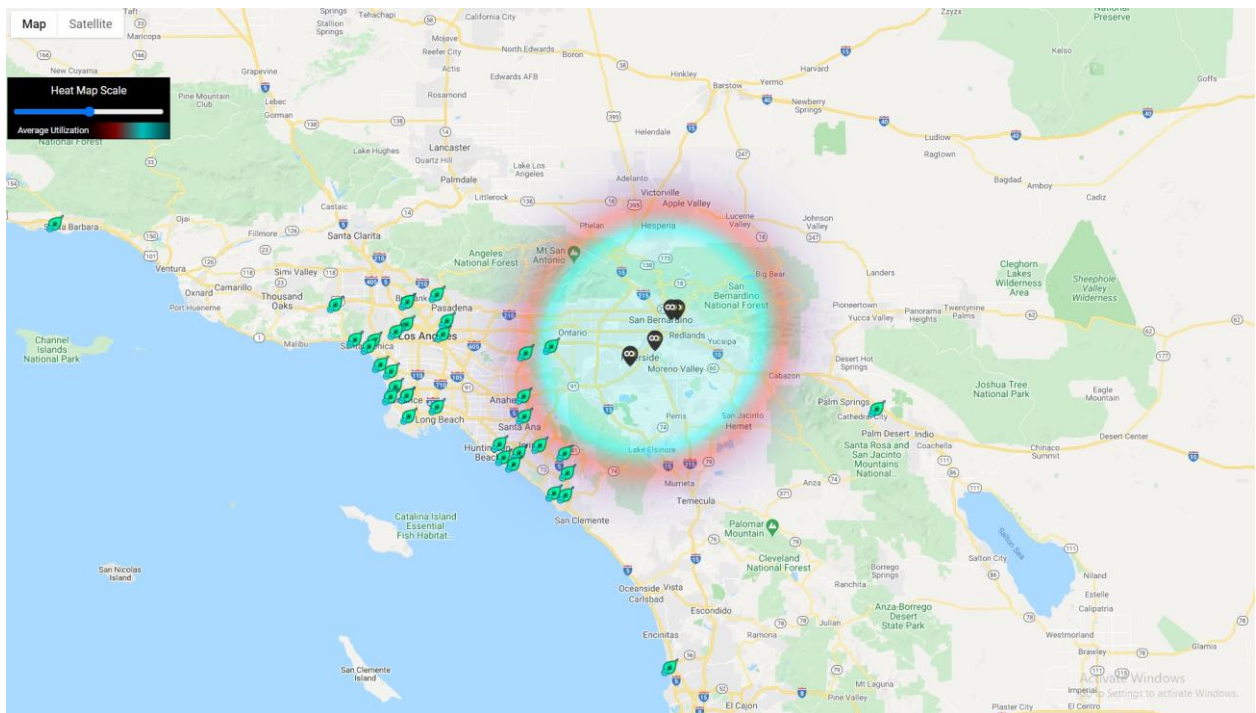 Map
Satellite
Heat Map Scale
Average Utilization
Taft
Maricopa
Stallion
Springs
Tehachapi
California City
Mojave
Reefer City
Actis
North Edwards
Edwards AFB
Boron
Hinkley
Barstow
Yermo
Harvard
Zzyzx
National
Preserve
Kelso
Goffs
New Cuyama
Pine Mountain
Club
Grapevine
Lebec
Gorman
Rosamond
Newberry
Springs
Ludlow
Ragtown
National Forest
Lake Hughes
Lancaster
Quartz Hill
Palmdale
Lake Los
Angeles
Helendale
Adelanto
Victorville
Apple Valley
Bagdad
Amboy
Cadiz
Littlerock
Phelan
Hesperia
Lucerne
Valley
Johnson
Valley
Barbara
Ojai
Fillmore
Castaic
Santa Clarita
Ventura
Oxnard
Camarillo
Port Hueneme
Simi Valley
Thousand
Oaks
Malibu
Angeles
National Forest
Mt San
Antonio
Big Bear
San
Bernardino
National Forest
Landers
Pioneertown
Yucca Valley
Twentynine
Palms
Panorama
Heights
Cleghorn
Lakes
Wilderness
Area
Sheephole
Valley
Wilderness
Pasadena
Los Angeles
Ontario
San Bernardino
Redlands
Yucaipa
Moreno Valley
Channel
Islands
National Park
Desert Hot
Springs
Cabazon
Joshua Tree
National Park
Eagle
Mountain
Long Beach
Santa Ana
Perris
San Jacinto
Hemet
Palm Springs
Cathedral
City
Palm Desert
Indio
Coachella
Desert Center
Chiriaco
Summit
Santa Rosa and
San Jacinto
Mountains
National...
Huntington
Beach
Lake Elsinore
Murrieta
Temecula
Anza
San Clemente
Catalina Island
Essential
Fish Habitat...
Palomar
Mountain
Cleveland
National Forest
Salton Sea
Salton City
San Nicolas
Island
Borrego
Springs
Ranchita
Niland
Estelle
Calipatria
Oceanside
Vista
Carlsbad
Escondido
Anza-Borrego
Desert
State Park
Encinitas
Ramona
Julian
Westmorland
Brawley
Glamis
San Clemente
Island
Mt Laguna
Pine Valley
El Cajon
Imperial
El Centro
Plaster City
Activate Windows
Go to Settings to activate Windows.